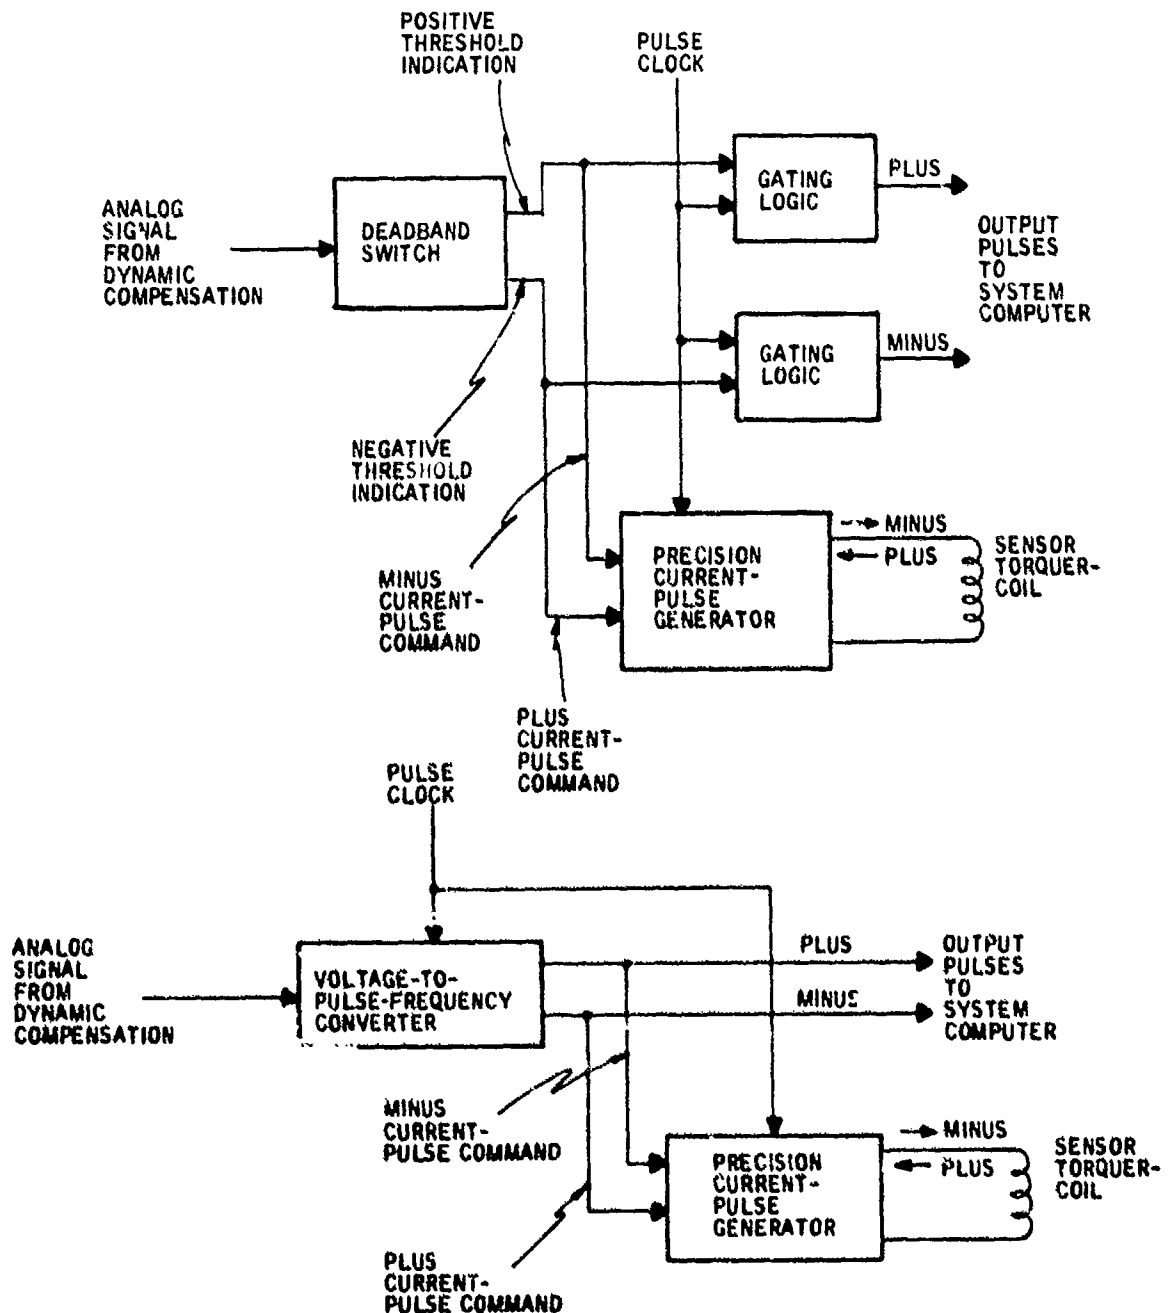 POSITIVE
THRESHOLD
INDICATION
PULSE
CLOCK
ANALOG
SIGNAL
FROM
DYNAMIC
COMPENSATION
DEADBAND
SWITCH
GATING
LOGIC
PLUS
OUTPUT
PULSES
TO
SYSTEM
COMPUTER
GATING
LOGIC
MINUS
NEGATIVE
THRESHOLD
INDICATION
MINUS
CURRENT-
PULSE
COMMAND
PRECISION
CURRENT-
PULSE
GENERATOR
MINUS
PLUS
SENSOR
TORQUER-
COIL
PLUS
CURRENT-
PULSE
COMMAND
PULSE
CLOCK
ANALOG
SIGNAL
FROM
DYNAMIC
COMPENSATION
VOLTAGE-TO-
PULSE-FREQUENCY
CONVERTER
PLUS
MINUS
OUTPUT
PULSES
TO
SYSTEM
COMPUTER
MINUS
CURRENT-
PULSE COMMAND
PRECISION
CURRENT-
PULSE
GENERATOR
MINUS
PLUS
SENSOR
TORQUER-
COIL
PLUS
CURRENT-
PULSE COMMAND